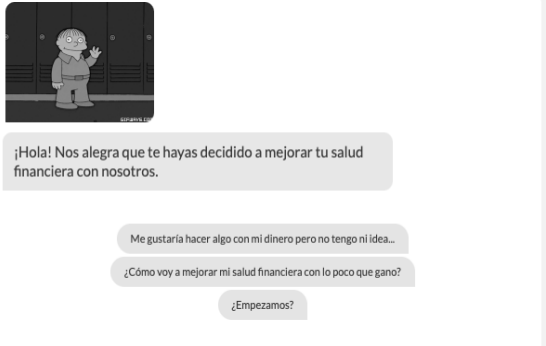 ¡Hola! Nos alegra que te hayas decidido a mejorar tu salud
financiera con nosotros.
Me gustaría hacer algo con mi dinero pero no tengo ni idea...
¿Cómo voy a mejorar mi salud financiera con lo poco que gano?
¿Empezamos?